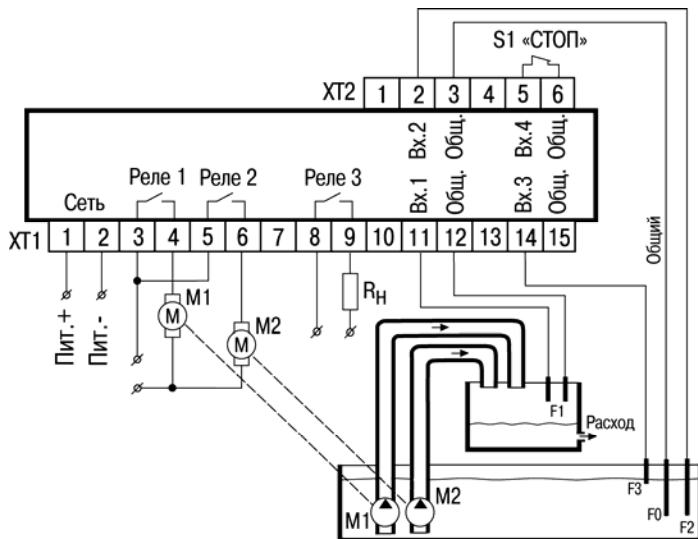 S1 «СТОП»
XT2 1 2 3 4 5 6
Вх.2 Общ. Вх.4 Общ.
Реле 1 Реле 2 Реле 3
Сеть
Вх.1 Общ. Вх.3 Общ.
XT1 1 2 3 4 5 6 7 8 9 10 11 12 13 14 15
Общий
Пит.+ Пит.-
M1
M
M2
M
RH
F1
Расход
F3
F0
F2
M1
M2